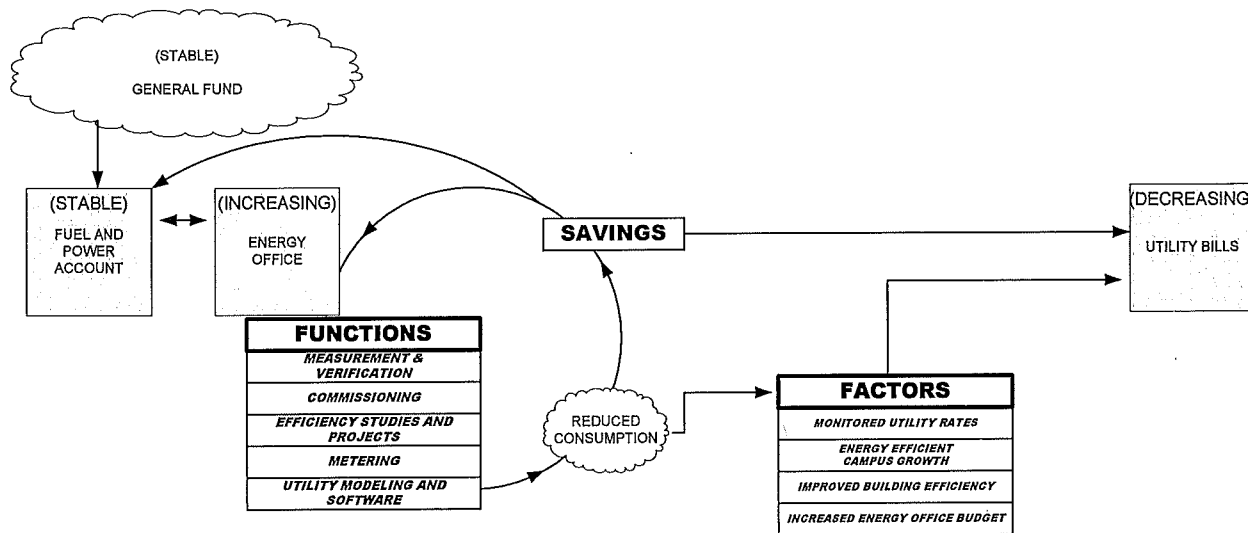 (STABLE)
GENERAL FUND
(STABLE)
FUEL AND
POWER
ACCOUNT
(INCREASING)
ENERGY
OFFICE
SAVINGS
(DECREASING)
UTILITY BILLS
FUNCTIONS
MEASUREMENT &
VERIFICATION
COMMISSIONING
EFFICIENCY STUDIES AND
PROJECTS
METERING
UTILITY MODELING AND
SOFTWARE
REDUCED
CONSUMPTION
FACTORS
MONITORED UTILITY RATES
ENERGY EFFICIENT
CAMPUS GROWTH
IMPROVED BUILDING EFFICIENCY
INCREASED ENERGY OFFICE BUDGET